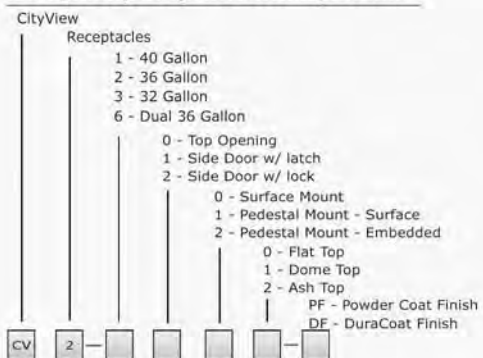 CityView
Receptacles
1 - 40 Gallon
2 - 36 Gallon
3 - 32 Gallon
6 - Dual 36 Gallon
0 - Top Opening
1 - Side Door w/ latch
2 - Side Door w/ lock
0 - Surface Mount
1 - Pedestal Mount - Surface
2 - Pedestal Mount - Embedded
0 - Flat Top
1 - Dome Top
2 - Ash Top
PF - Powder Coat Finish
DF - DuraCoat Finish
CV 2 - -